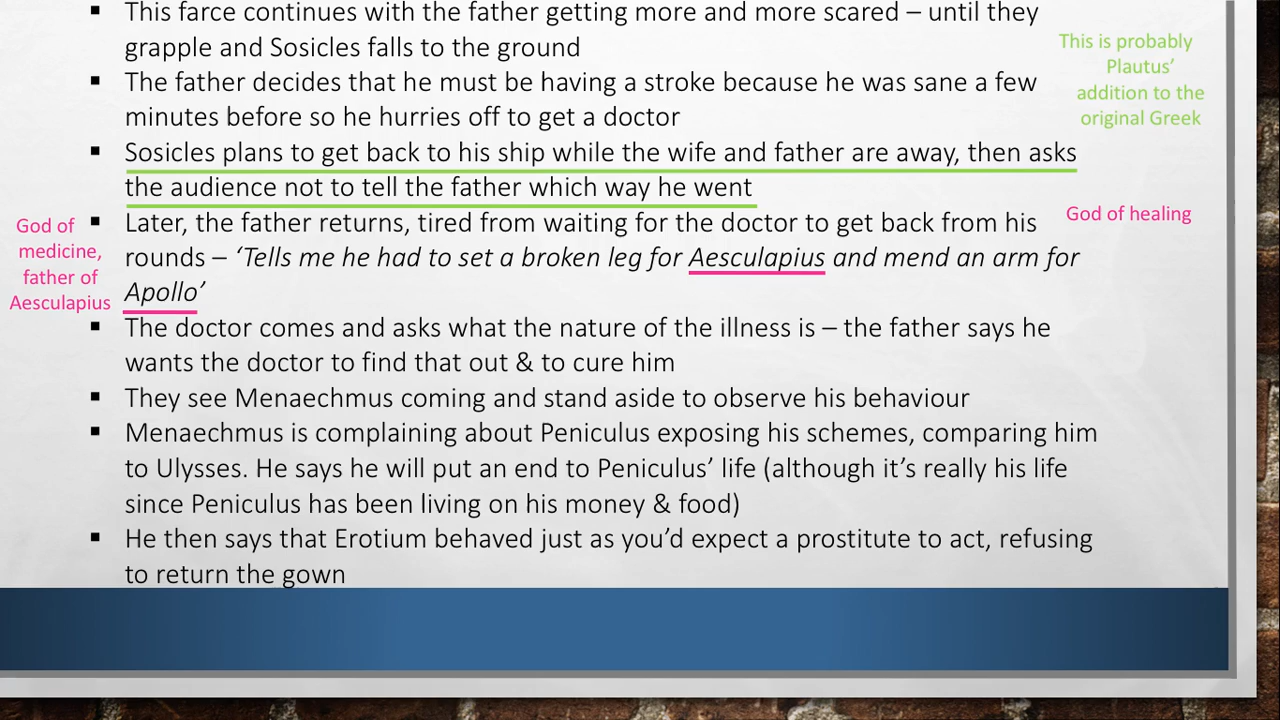 ▪ This farce continues with the father getting more and more scared – until they
grapple and Sosicles falls to the ground
▪ The father decides that he must be having a stroke because he was sane a few
minutes before so he hurries off to get a doctor
▪ Sosicles plans to get back to his ship while the wife and father are away, then asks
the audience not to tell the father which way he went
▪ Later, the father returns, tired from waiting for the doctor to get back from his
rounds – ‘Tells me he had to set a broken leg for Aesculapius and mend an arm for
Apollo’
▪ The doctor comes and asks what the nature of the illness is – the father says he
wants the doctor to find that out & to cure him
▪ They see Menaechmus coming and stand aside to observe his behaviour
▪ Menaechmus is complaining about Peniculus exposing his schemes, comparing him
to Ulysses. He says he will put an end to Peniculus’ life (although it’s really his life
since Peniculus has been living on his money & food)
▪ He then says that Erotium behaved just as you’d expect a prostitute to act, refusing
to return the gown
This is probably
Plautus’
addition to the
original Greek
God of healing
God of
medicine,
father of
Aesculapius